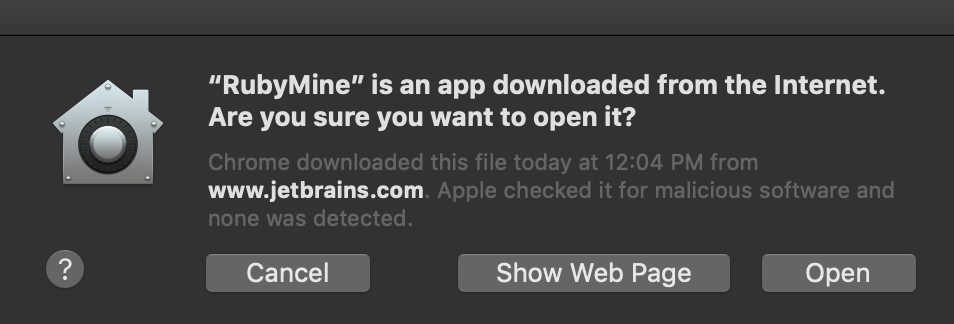 “RubyMine” is an app downloaded from the Internet.
Are you sure you want to open it?
Chrome downloaded this file today at 12:04 PM from
www.jetbrains.com. Apple checked it for malicious software and
none was detected.
?
Cancel
Show Web Page
Open